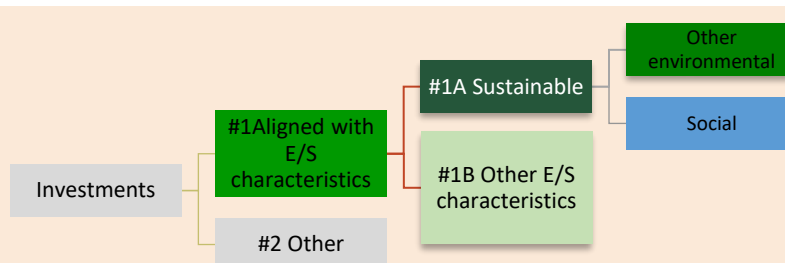 Investments
#1Aligned with
E/S
characteristics
#2 Other
#1A Sustainable
#1B Other E/S
characteristics
Other
environmental
Social